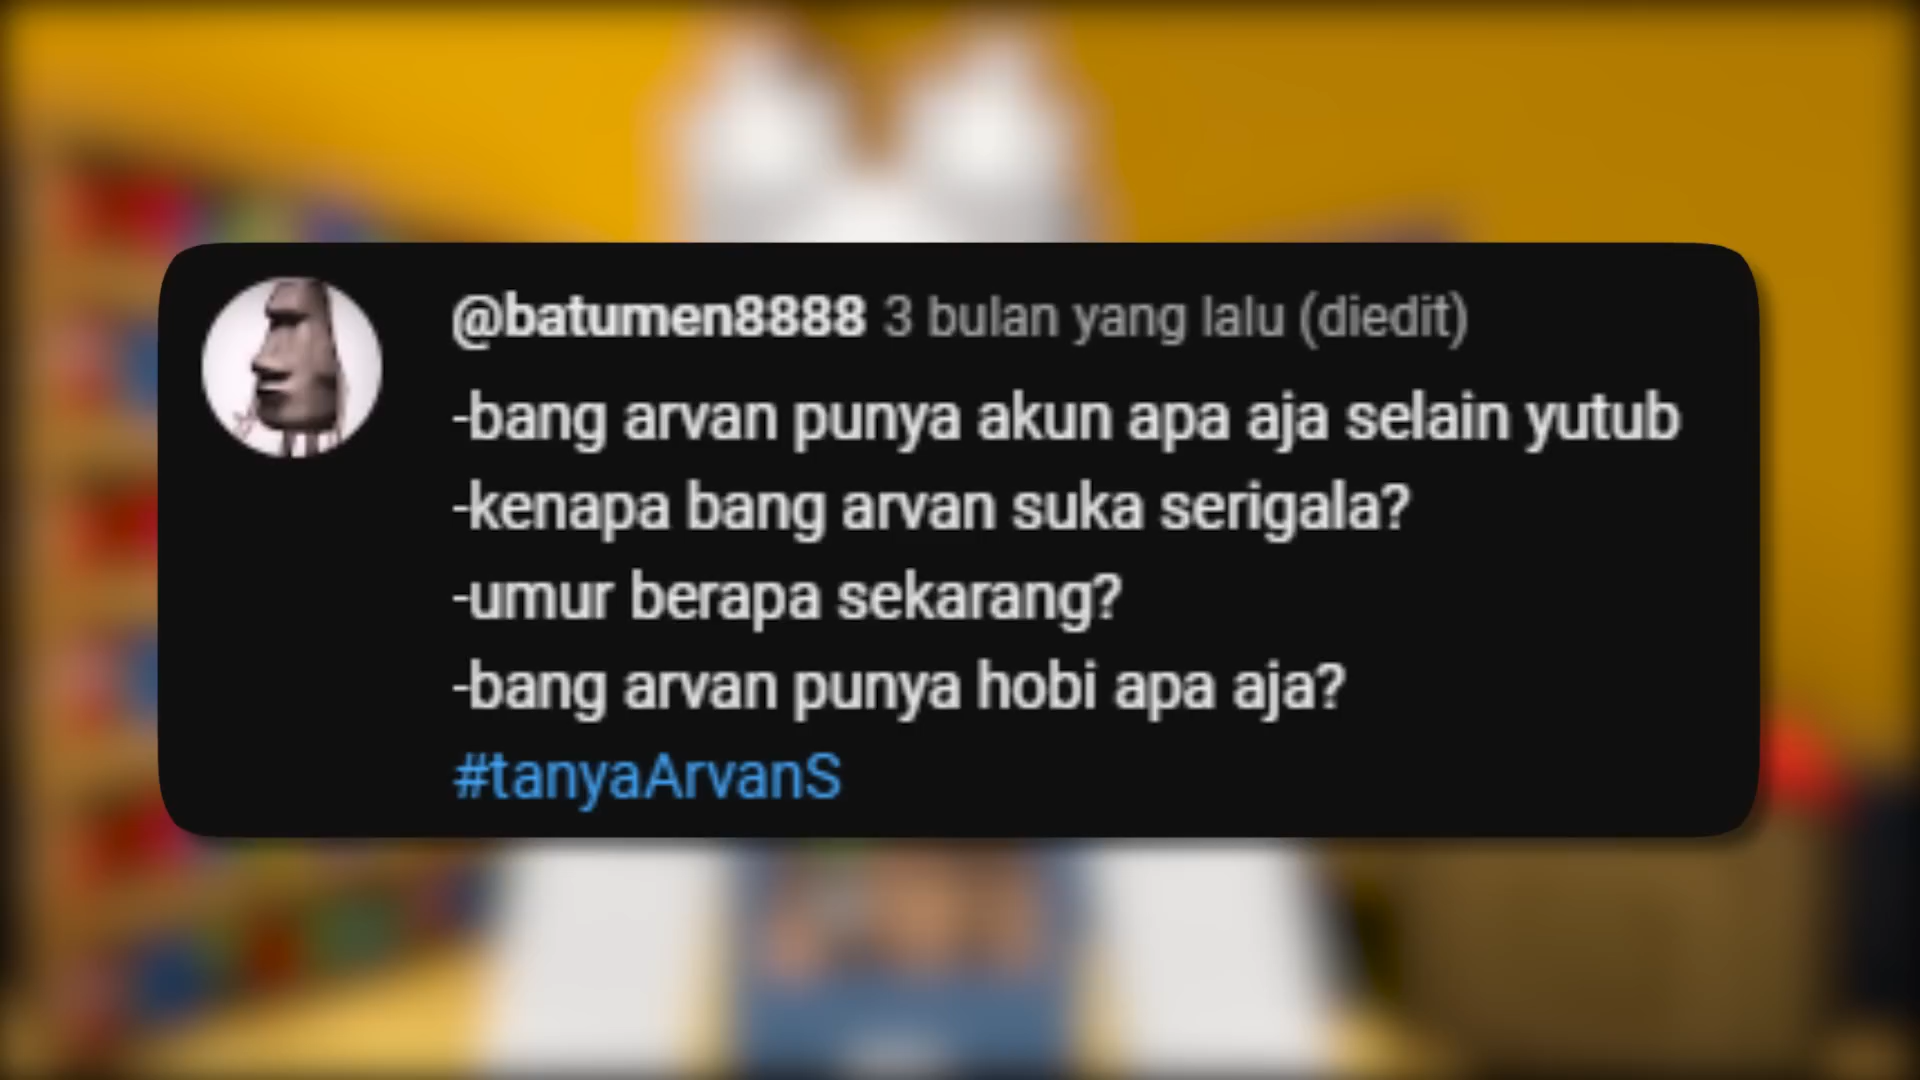 @batumen8888 3 bulan yang lalu (diedit)
-bang arvan punya akun apa aja selain yutub
-kenapa bang arvan suka serigala?
-umur berapa sekarang?
-bang arvan punya hobi apa aja?
#tanyaArvanS